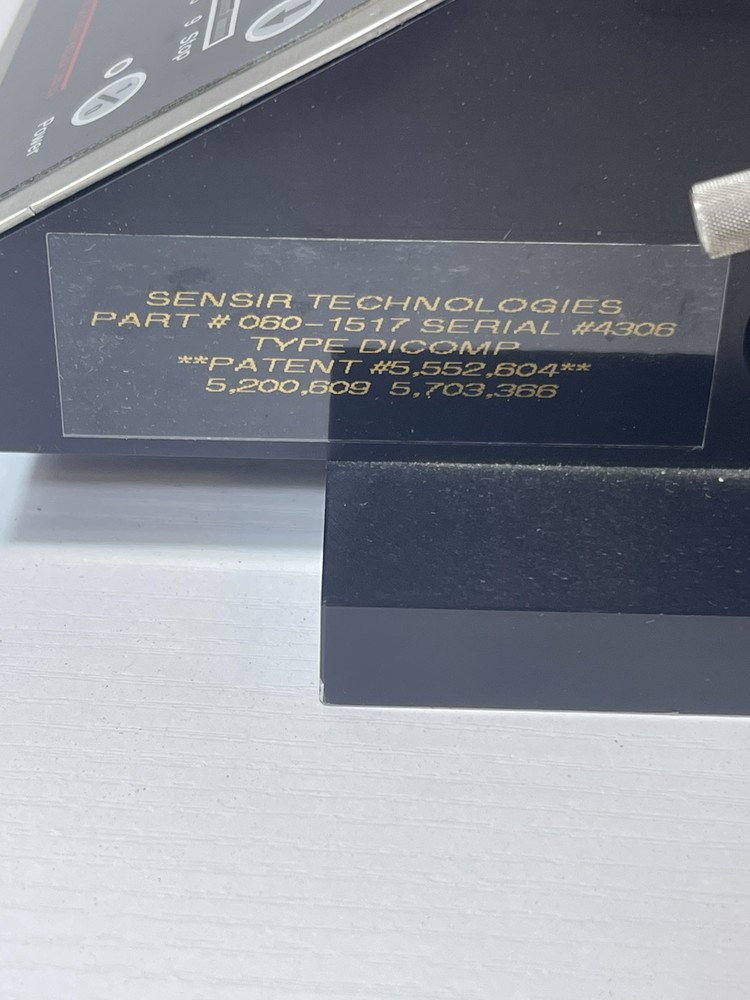 9 Stop
Power
SENSIR TECHNOLOGIES
PART # 060-1517 SERIAL #4306
TYPE DICOMP
**PATENT #5,552,604**
5,200,609 5,703,366